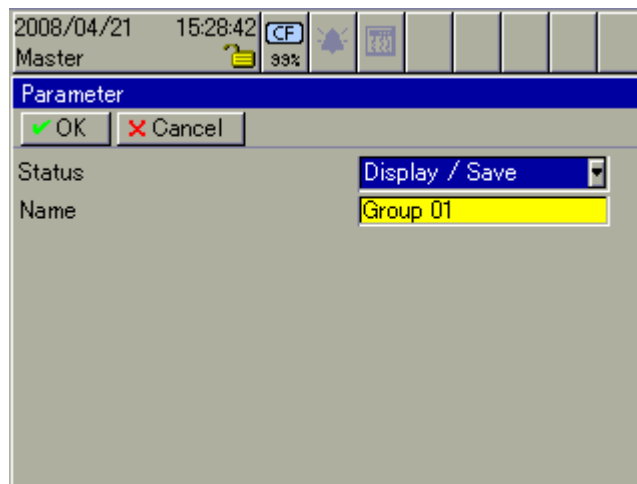 2008/04/21 15:28:42
CF
Master
99%
Parameter
OK
Cancel
Status
Display / Save
Name
Group 01